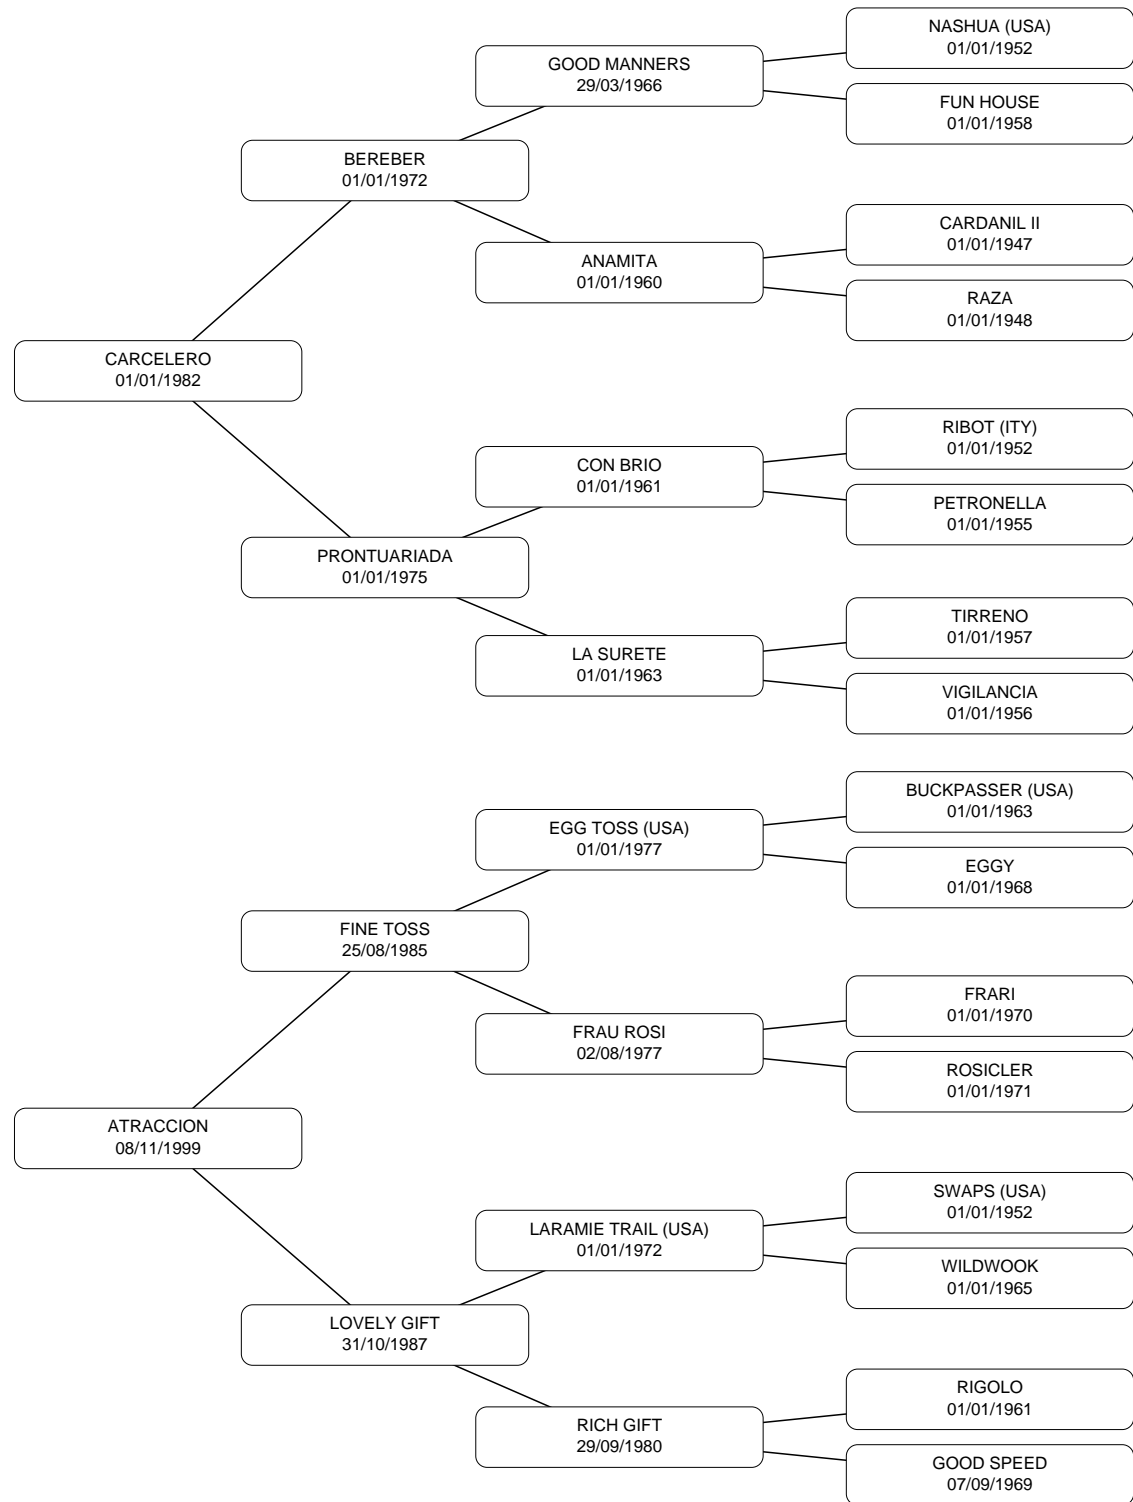 NASHUA (USA)
01/01/1952
GOOD MANNERS
29/03/1966
FUN HOUSE
01/01/1958
BEREBER
01/01/1972
CARDANIL II
01/01/1947
ANAMITA
01/01/1960
RAZA
01/01/1948
CARCELERO
01/01/1982
RIBOT (ITY)
01/01/1952
CON BRIO
01/01/1961
PETRONELLA
01/01/1955
PRONTUARIADA
01/01/1975
TIRRENO
01/01/1957
LA SURETE
01/01/1963
VIGILANCIA
01/01/1956
BUCKPASSER (USA)
01/01/1963
EGG TOSS (USA)
01/01/1977
EGGY
01/01/1968
FINE TOSS
25/08/1985
FRARI
01/01/1970
FRAU ROSI
02/08/1977
ROSICLER
01/01/1971
ATRACCION
08/11/1999
SWAPS (USA)
01/01/1952
LARAMIE TRAIL (USA)
01/01/1972
WILDWOOK
01/01/1965
LOVELY GIFT
31/10/1987
RIGOLO
01/01/1961
RICH GIFT
29/09/1980
GOOD SPEED
07/09/1969